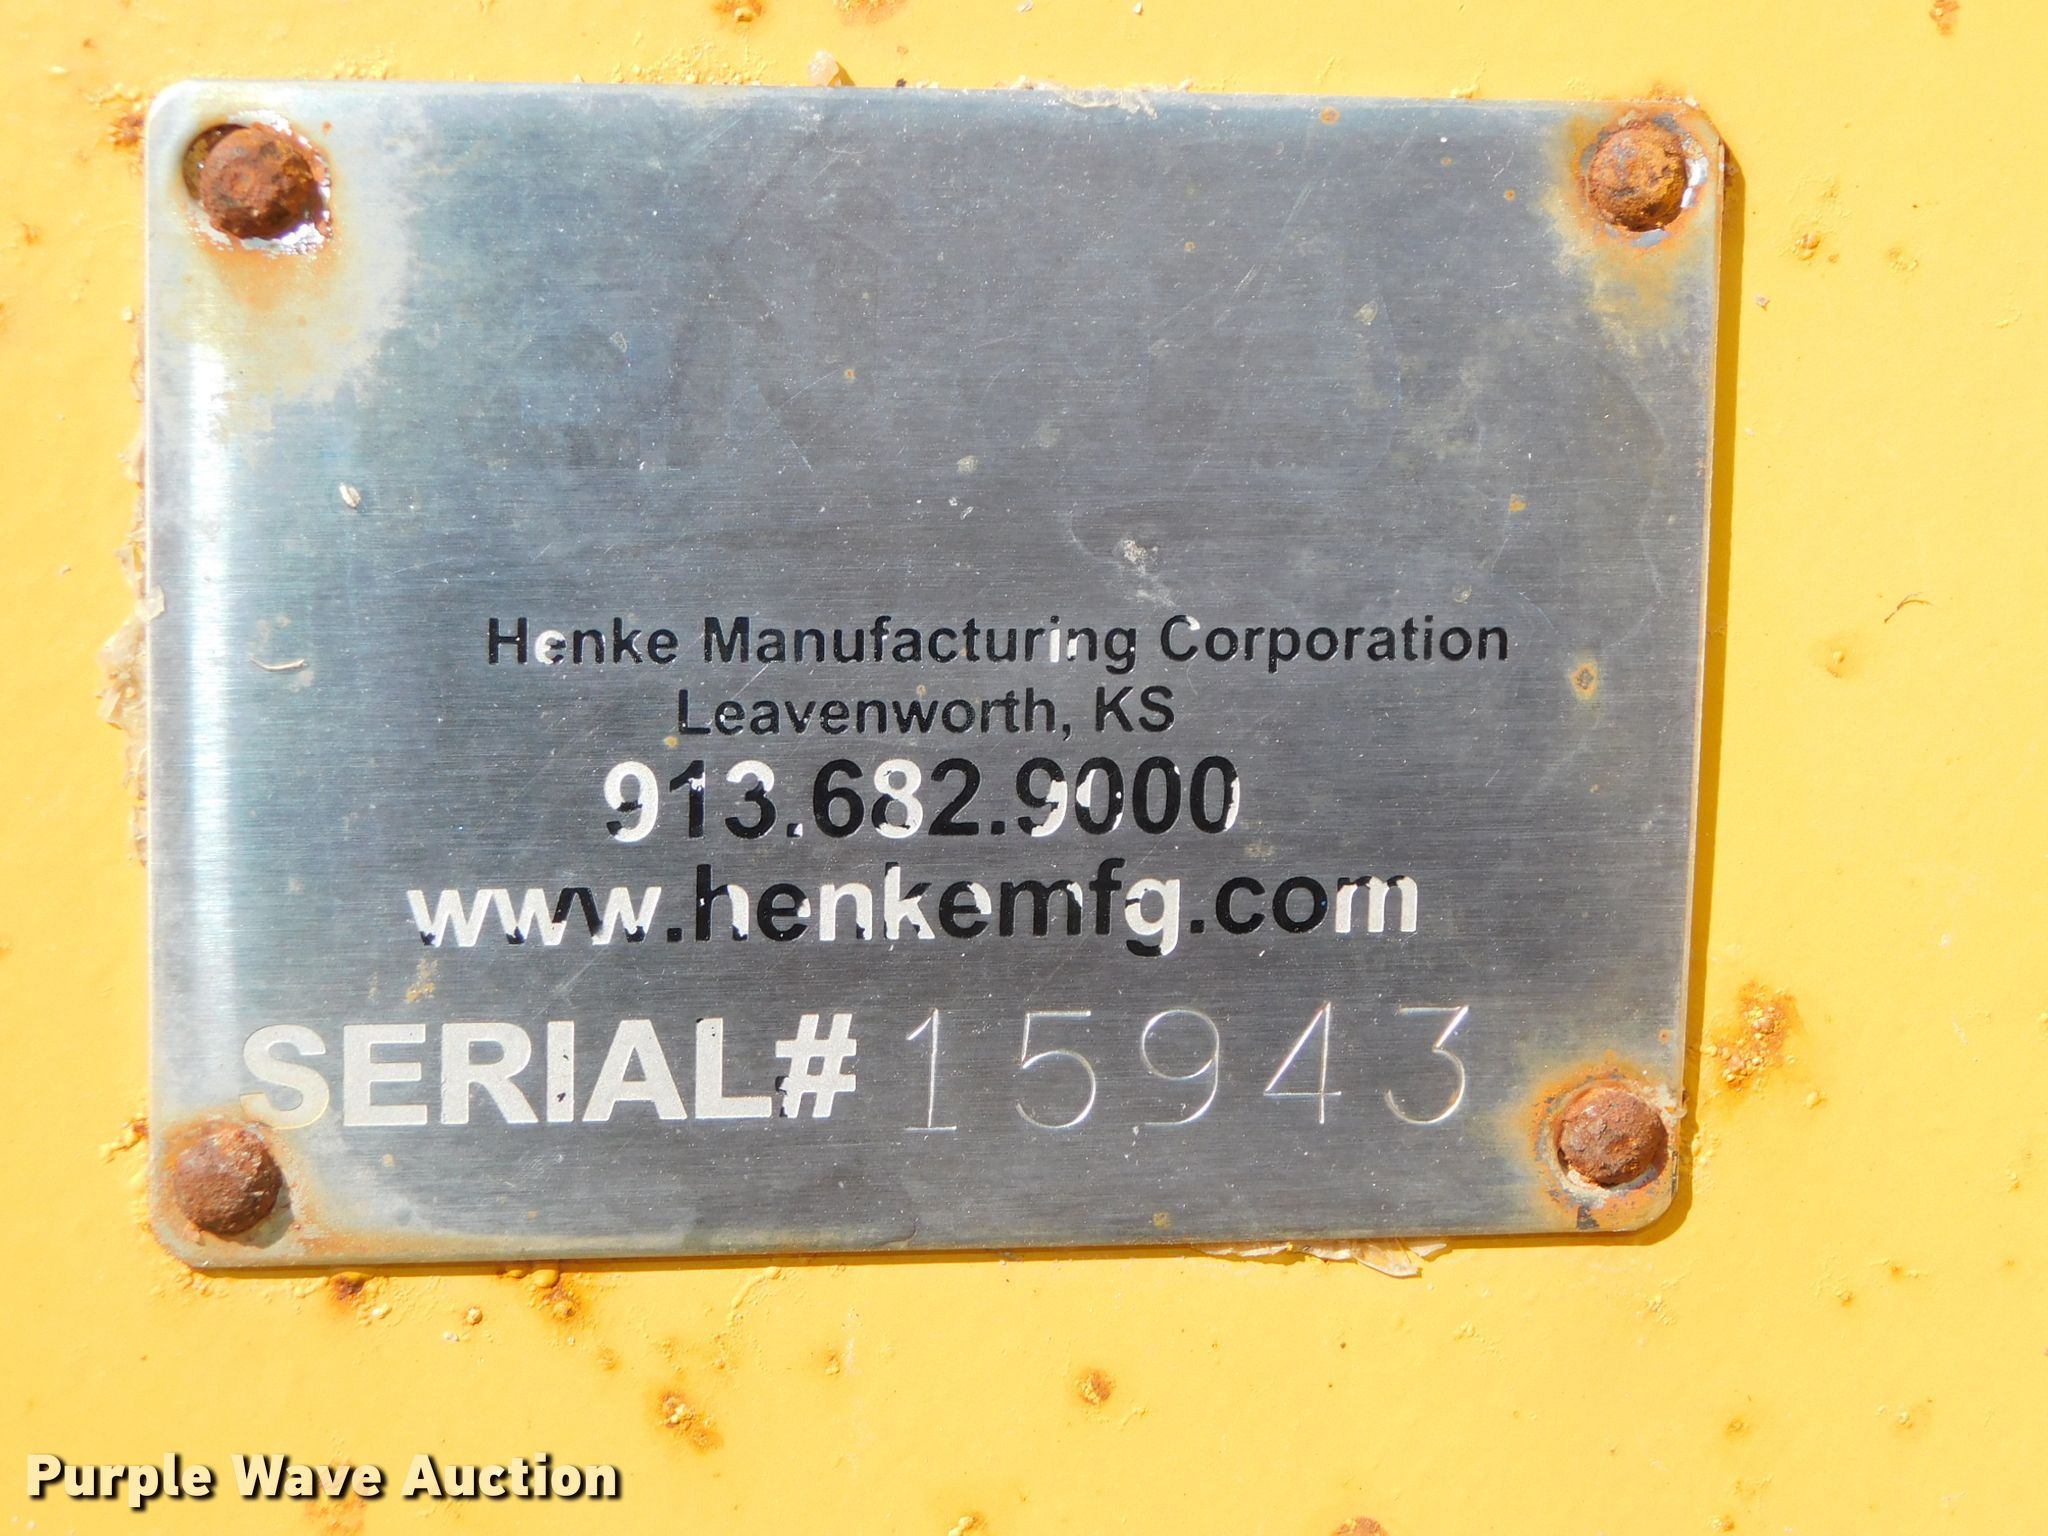 Henke Manufacturing Corporation
Leavenworth, KS
913.682.9000
www.henkemfg.com
SERIAL# 15943
Purple Wave Auction